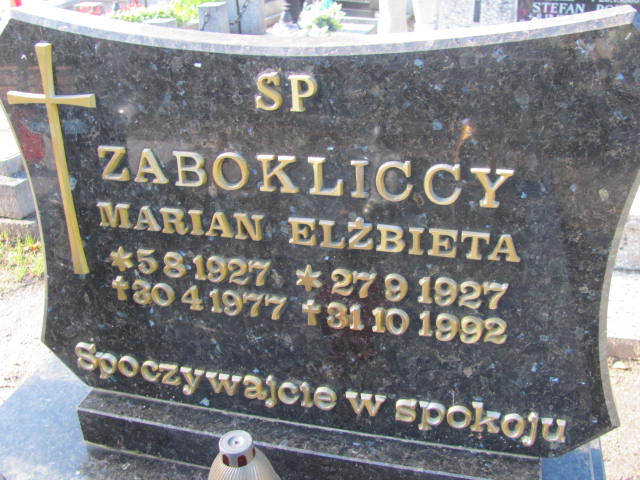 STEFAN
SP
ZABOKLICCY
MARIAN ELŻBIETA
*5 8 1927 *27 9 1927
†30 4 1977 †31 10 1992
Spoczywajcie w spokoju